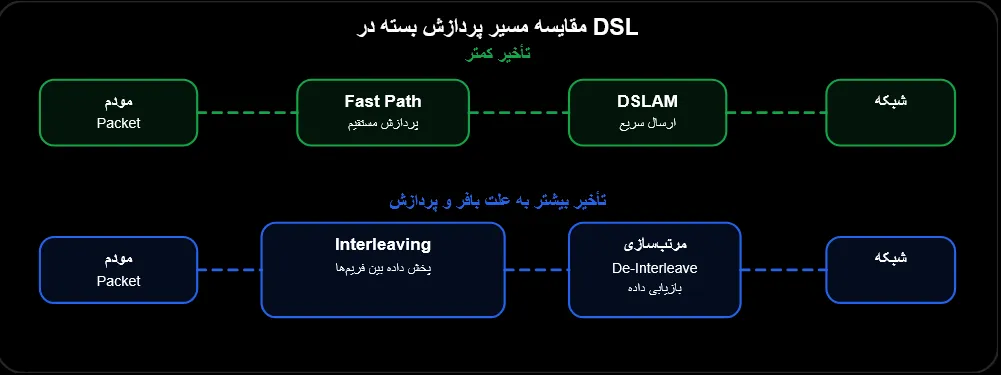 مقایسه مسیر پردازش بسته در DSL
تأخیر کمتر
مودم
Packet
Fast Path
پردازش مستقیم
DSLAM
ارسال سریع
شبکه
تأخیر بیشتر به علت بافر و پردازش
مودم
Packet
Interleaving
پخش داده بین فریم‌ها
مرتب‌سازی
De-Interleave
بازیابی داده
شبکه